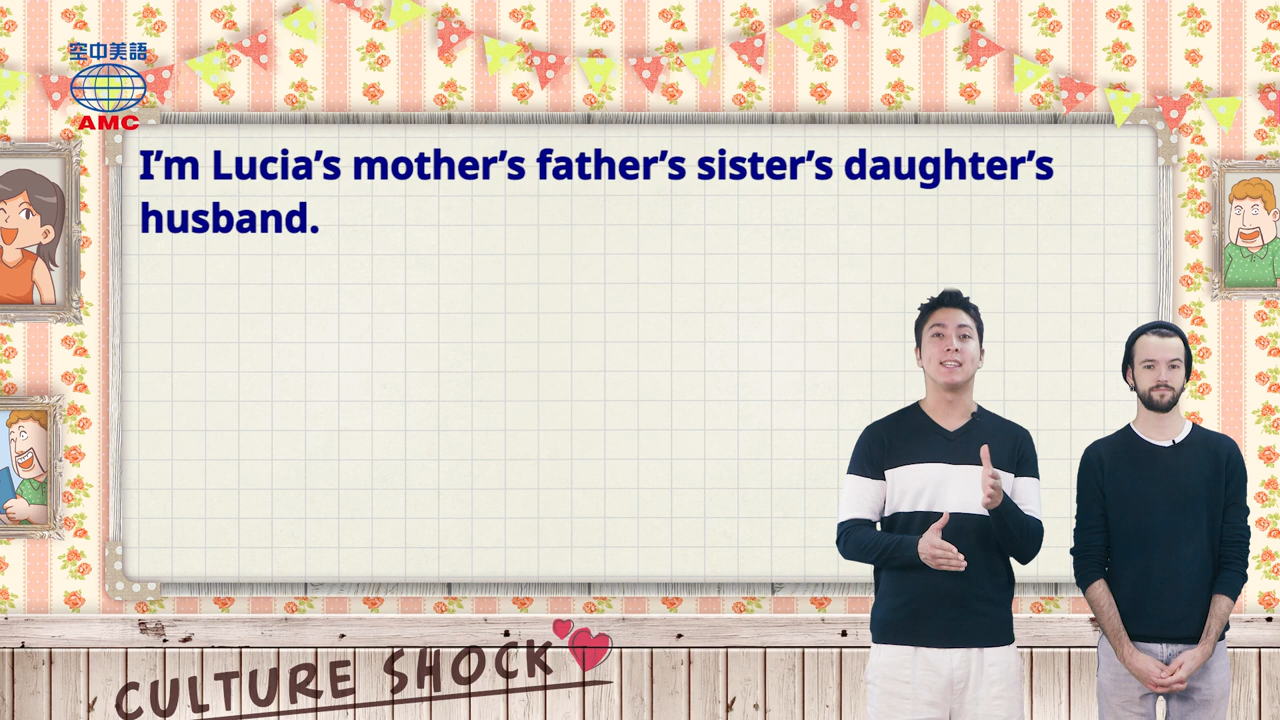 空中美語
AMC
I’m Lucia’s mother’s father’s sister’s daughter’s
husband.
CULTURE SHOCK